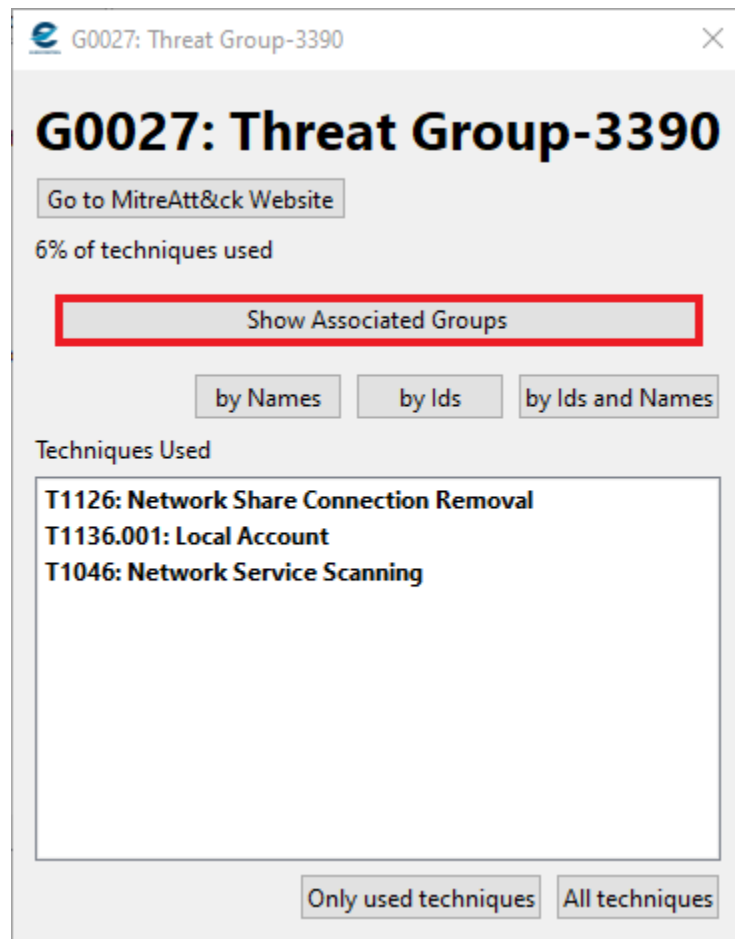 G0027: Threat Group-3390
G0027: Threat Group-3390
Go to MitreAtt&ck Website
6% of techniques used
Show Associated Groups
by Names by Ids by Ids and Names
Techniques Used
T1126: Network Share Connection Removal
T1136.001: Local Account
T1046: Network Service Scanning
Only used techniques All techniques